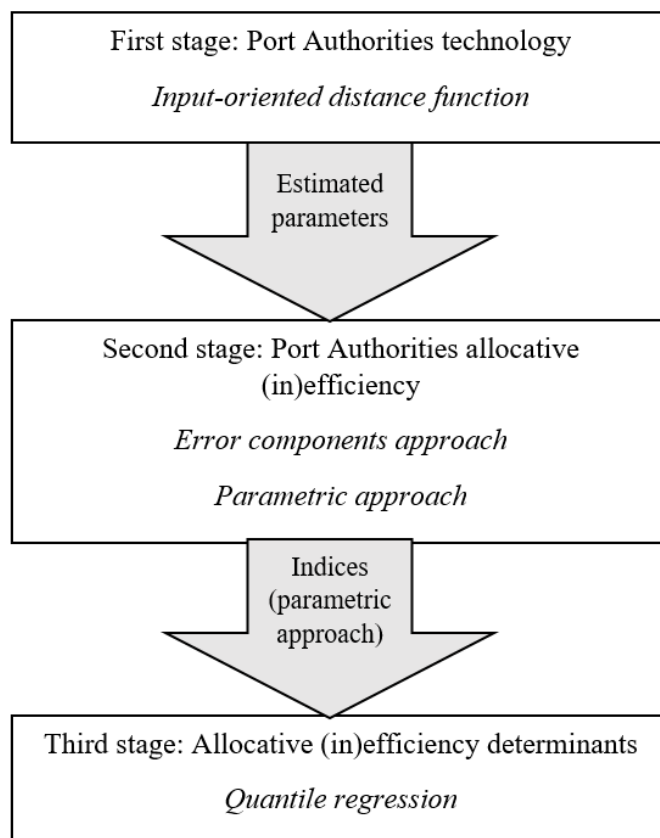 First stage: Port Authorities technology
Input-oriented distance function
Estimated
parameters
Second stage: Port Authorities allocative
(in)efficiency
Error components approach
Parametric approach
Indices
(parametric
approach)
Third stage: Allocative (in)efficiency determinants
Quantile regression